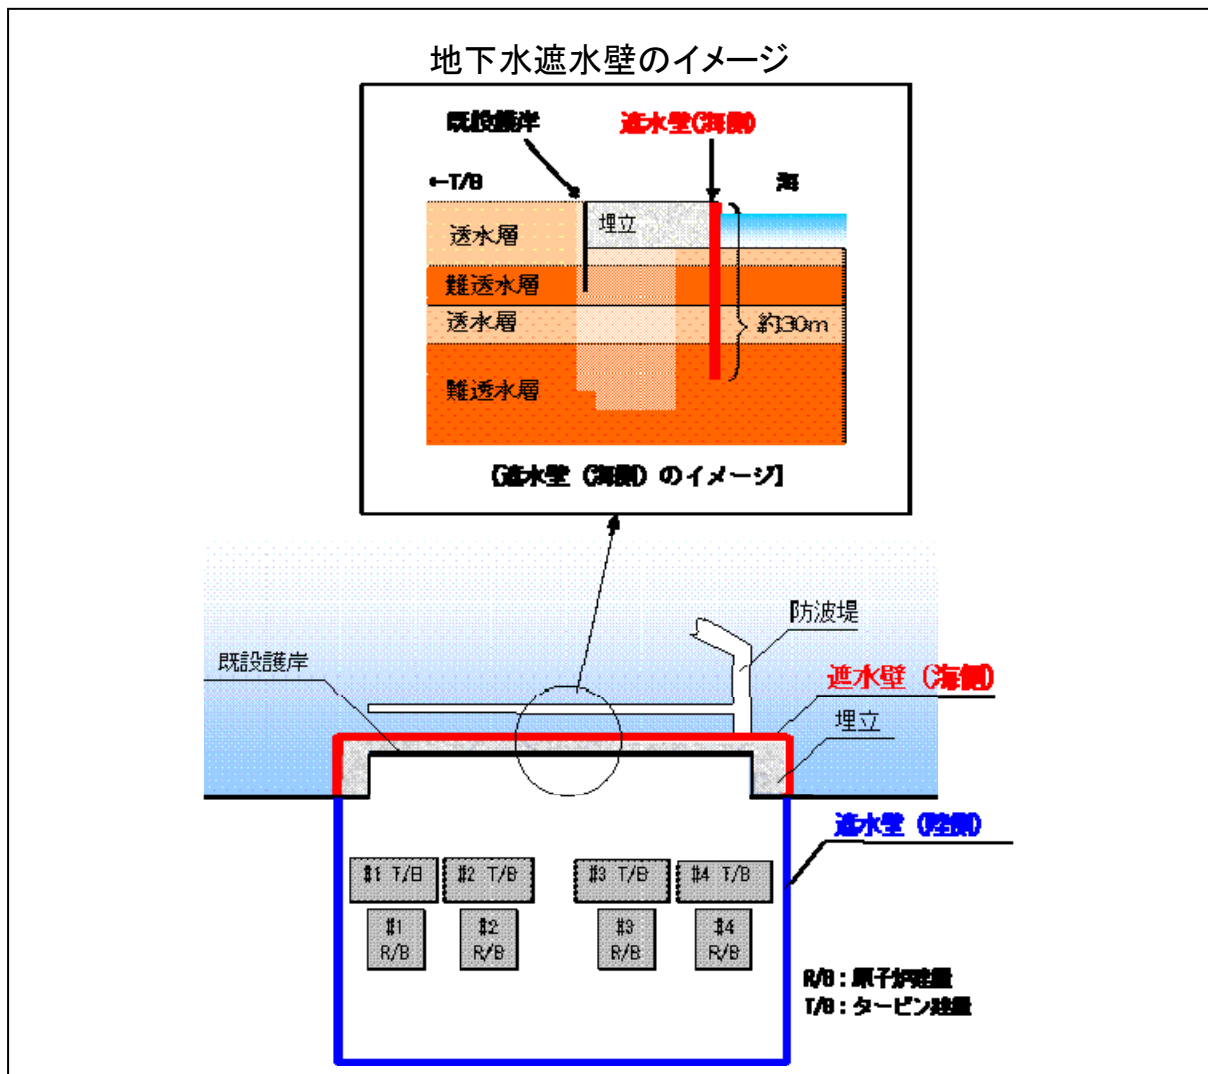 地下水遮水壁のイメージ
既設護岸
遮水壁(海側)
←T/B
海
透水層
埋立
難透水層
透水層
約30m
難透水層
【遮水壁（海側）のイメージ】
防波堤
既設護岸
遮水壁（海側）
埋立
遮水壁（陸側）
#1 T/B
#2 T/B
#3 T/B
#4 T/B
#1
R/B
#2
R/B
#3
R/B
#4
R/B
R/B：原子炉建屋
T/B：タービン建屋